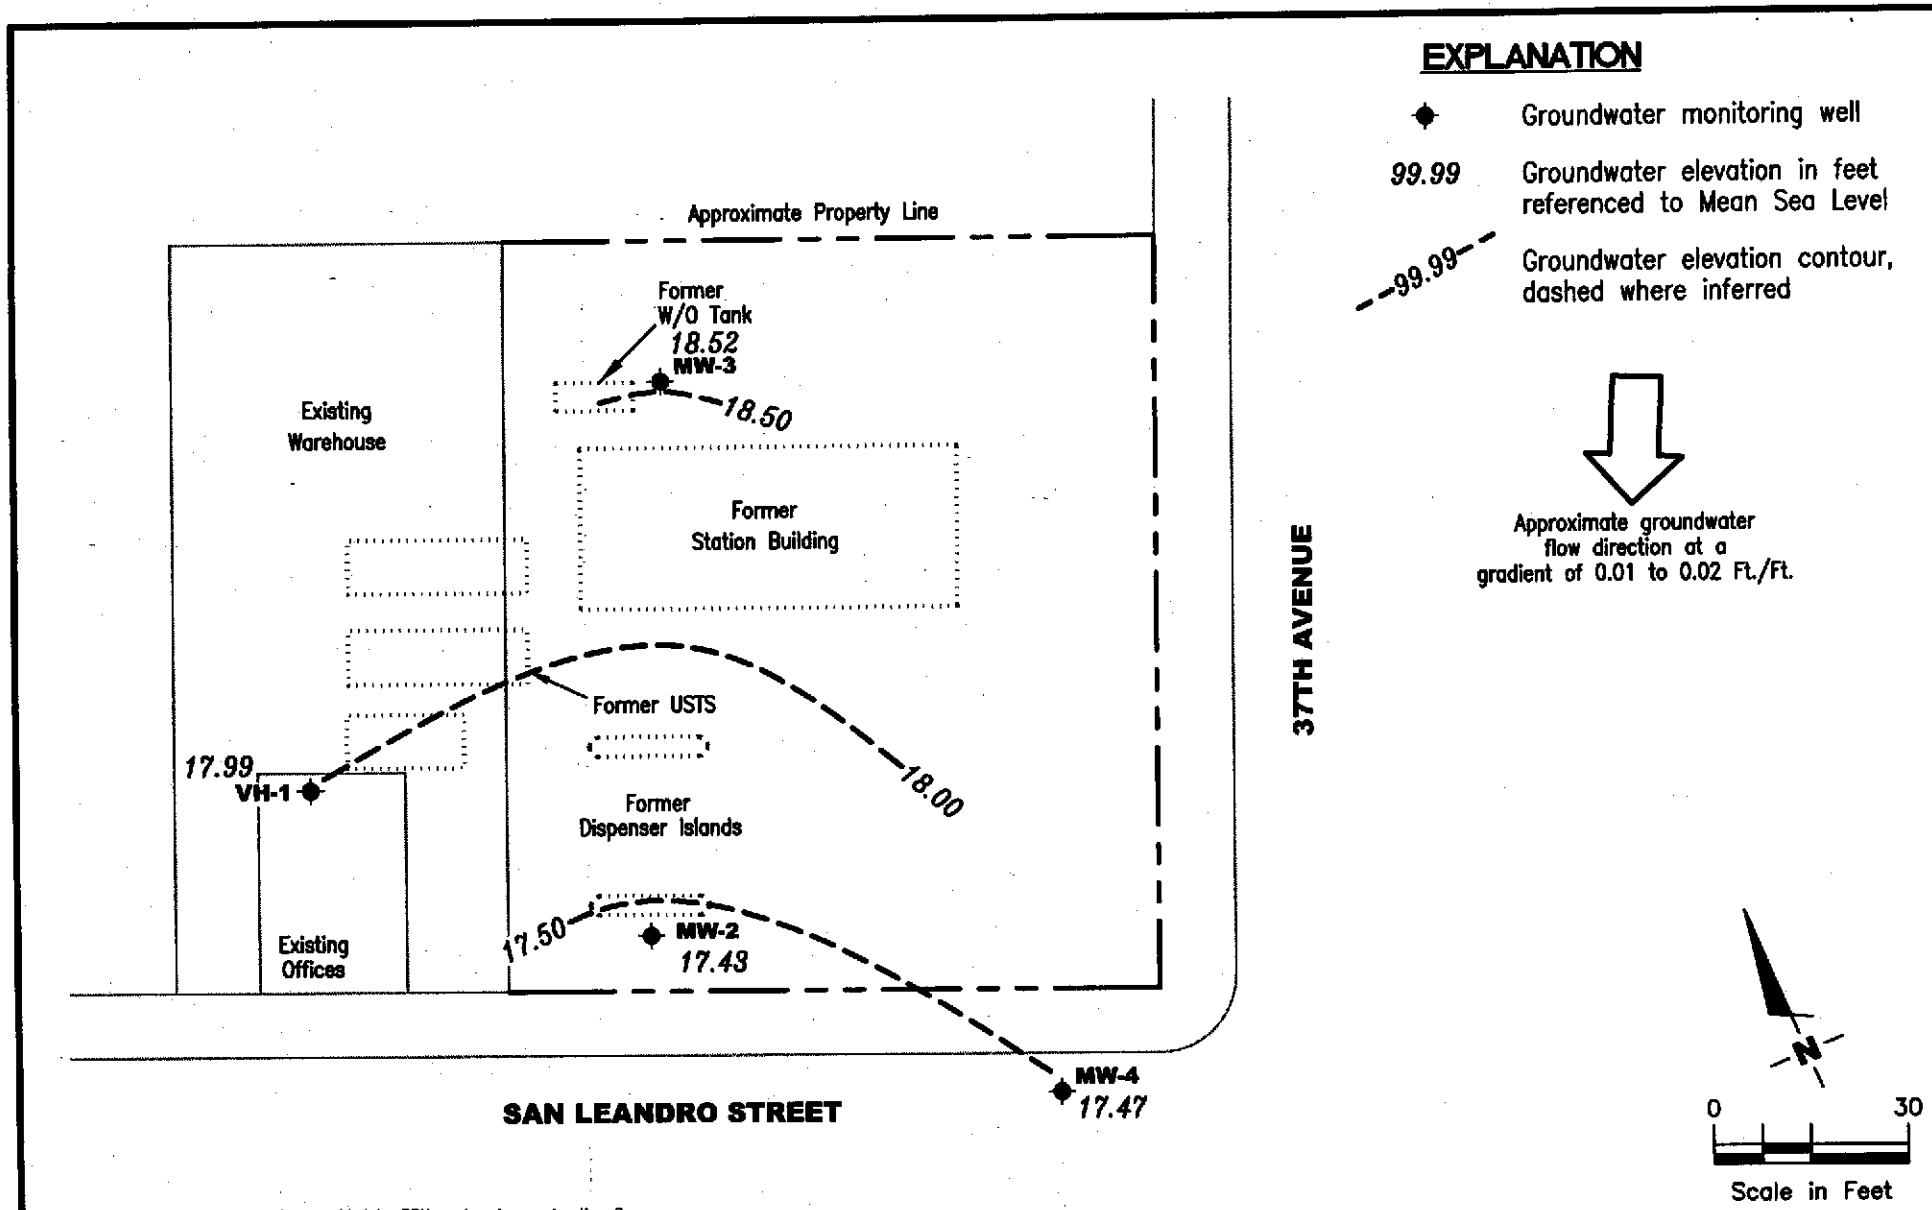 EXPLANATION
Groundwater monitoring well
99.99
Groundwater elevation in feet
referenced to Mean Sea Level
99.99
Groundwater elevation contour,
dashed where inferred
Approximate groundwater
flow direction at a
gradient of 0.01 to 0.02 Ft./Ft.
Approximate Property Line
Former
W/O Tank
18.52
MW-3
18.50
Existing
Warehouse
Former
Station Building
37TH AVENUE
Former USTS
17.99
VH-1
18.00
Former
Dispenser Islands
17.50
MW-2
17.43
Existing
Offices
MW-4
17.47
SAN LEANDRO STREET
N
0 30
Scale in Feet